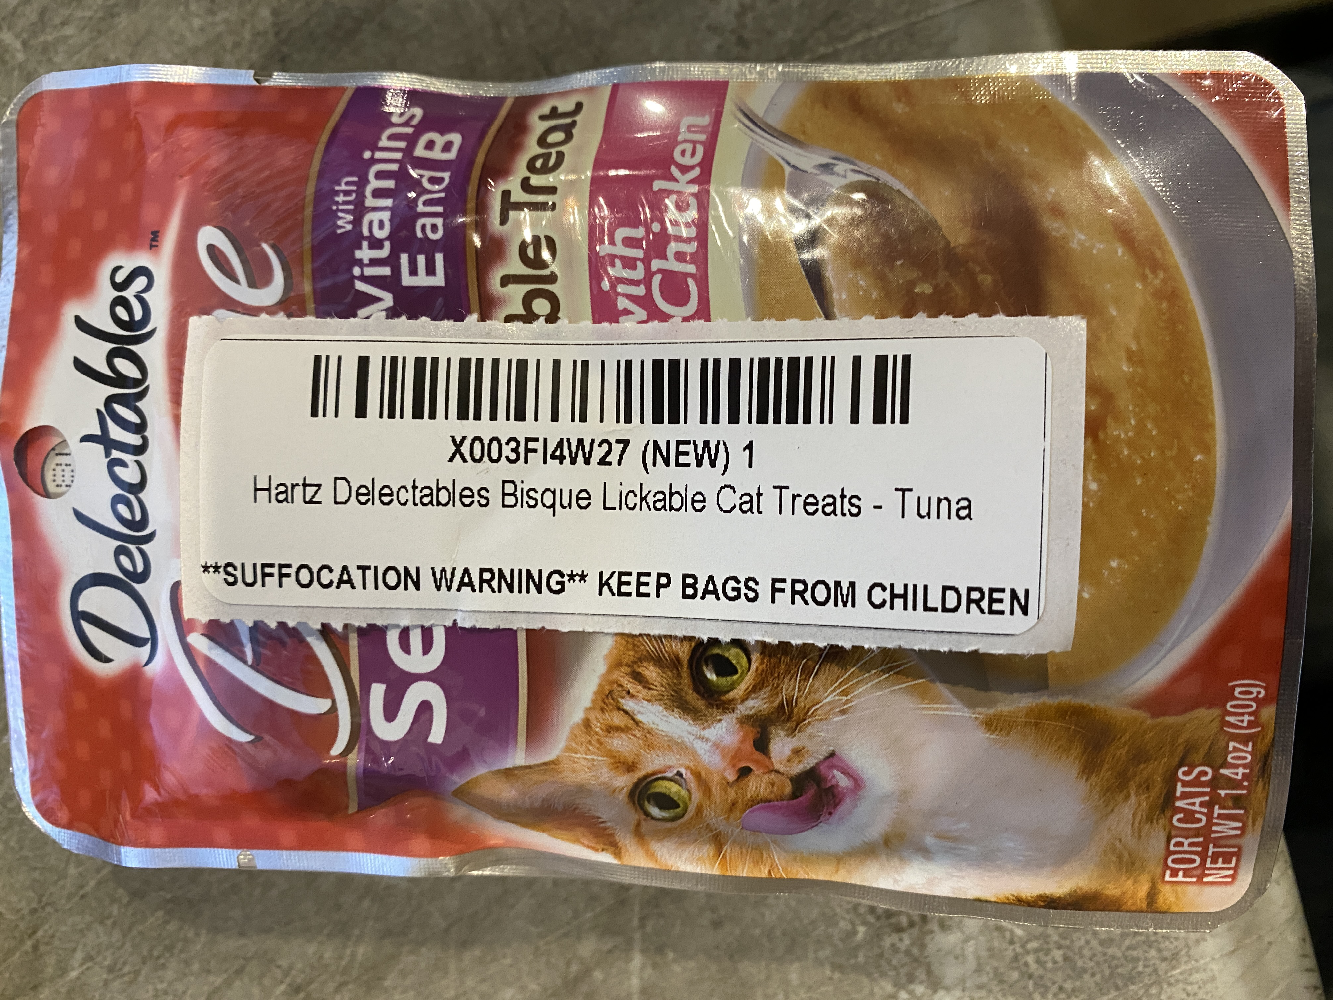 Delectables™
with
Vitamins
E and B
Se
ble Treat
with
Chicken
X003FI4W27 (NEW) 1
Hartz Delectables Bisque Lickable Cat Treats - Tuna
**SUFFOCATION WARNING** KEEP BAGS FROM CHILDREN
FOR CATS
NET WT 1.4oz (40g)